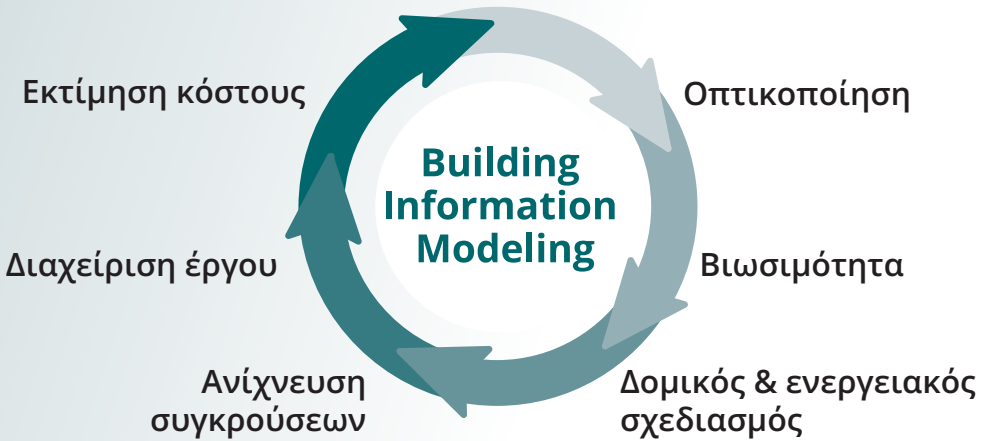 Εκτίμηση κόστους
Οπτικοποίηση
Building
Information
Modeling
Διαχείριση έργου
Βιωσιμότητα
Ανίχνευση
συγκρούσεων
Δομικός & ενεργειακός
σχεδιασμός